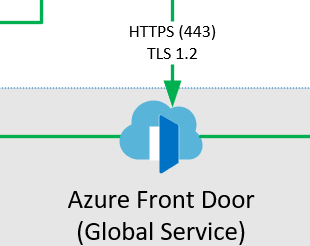 HTTPS (443)
TLS 1.2
Azure Front Door
(Global Service)